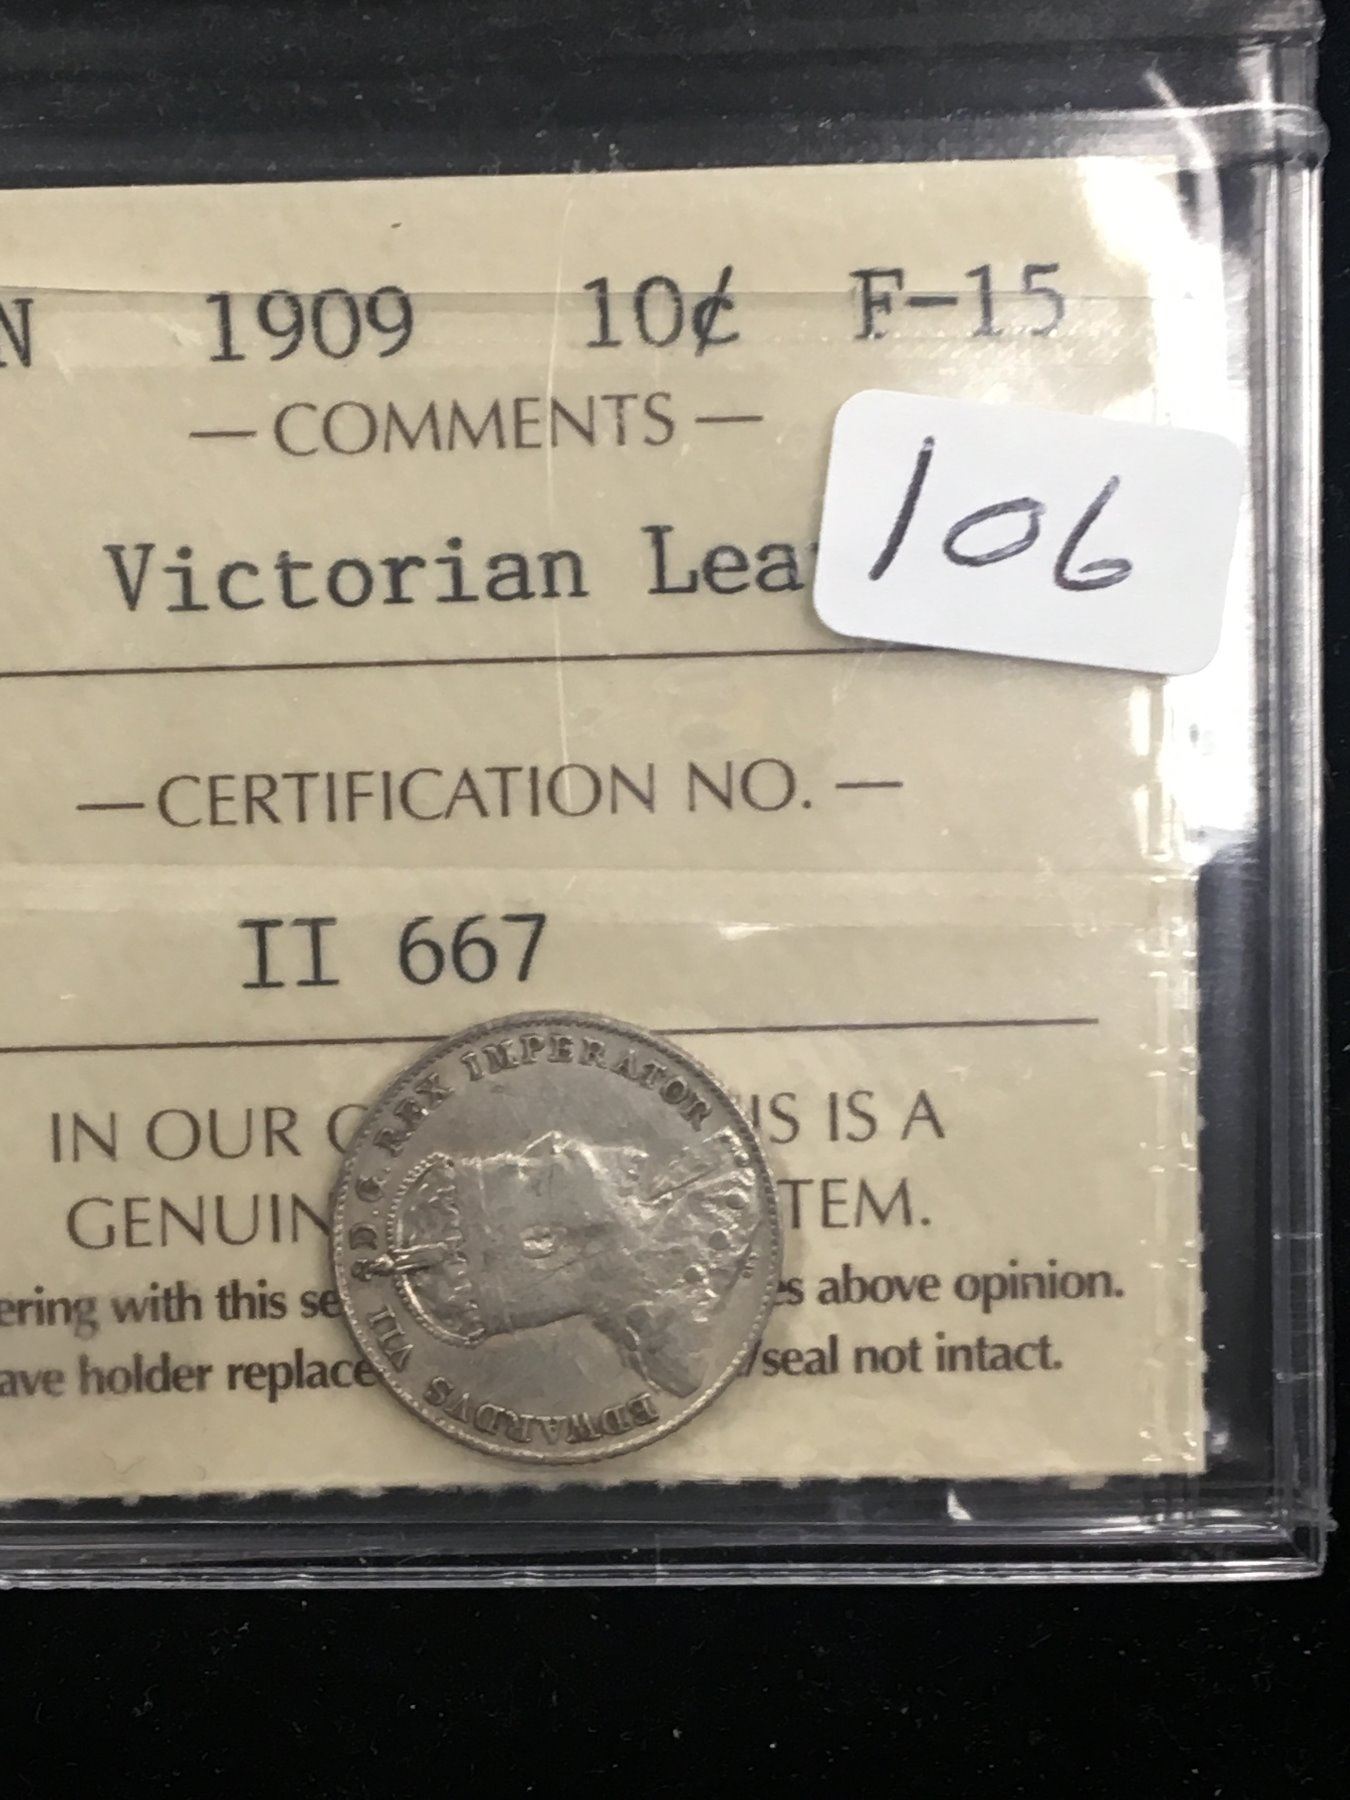 N 1909 10¢ F-15
— COMMENTS —
Victorian Lea
106
— CERTIFICATION NO. —
II 667
IN OUR IS IS A
GENUIN TEM.
ering with this se es above opinion.
ave holder replace /seal not intact.
EDWARDVS VII D.G. REX IMPERATOR